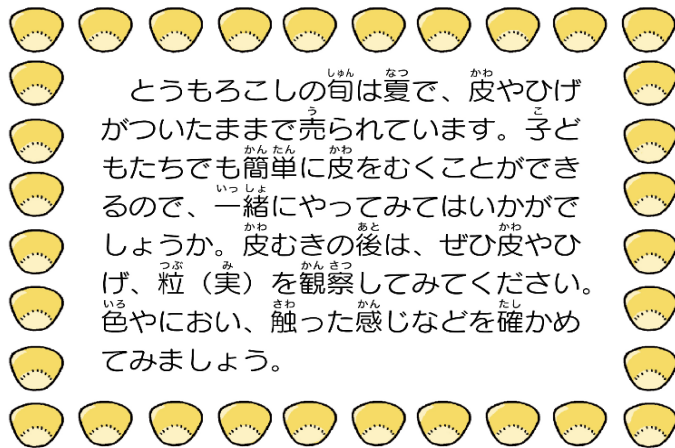 とうもろこしの旬は夏で、皮やひげ
がついたままで売られています。子ど
もたちでも簡単に皮をむくことができ
るので、一緒にやってみてはいかがで
しょうか。皮むきの後は、ぜひ皮やひ
げ、粒（実）を観察してみてください。
色やにおい、触った感じなどを確かめ
てみましょう。